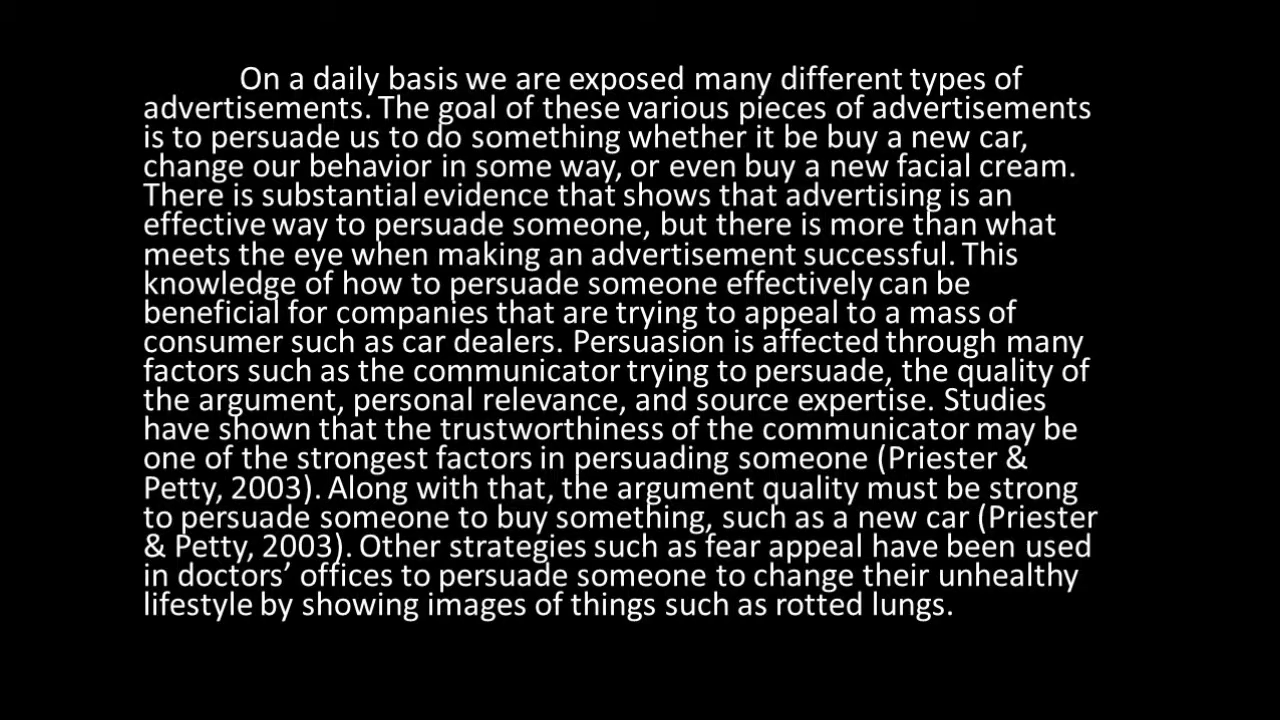 On a daily basis we are exposed many different types of
advertisements. The goal of these various pieces of advertisements
is to persuade us to do something whether it be buy a new car,
change our behavior in some way, or even buy a new facial cream.
There is substantial evidence that shows that advertising is an
effective way to persuade someone, but there is more than what
meets the eye when making an advertisement successful. This
knowledge of how to persuade someone effectively can be
beneficial for companies that are trying to appeal to a mass of
consumer such as car dealers. Persuasion is affected through many
factors such as the communicator trying to persuade, the quality of
the argument, personal relevance, and source expertise. Studies
have shown that the trustworthiness of the communicator may be
one of the strongest factors in persuading someone (Priester &
Petty, 2003). Along with that, the argument quality must be strong
to persuade someone to buy something, such as a new car (Priester
& Petty, 2003). Other strategies such as fear appeal have been used
in doctors’ offices to persuade someone to change their unhealthy
lifestyle by showing images of things such as rotted lungs.